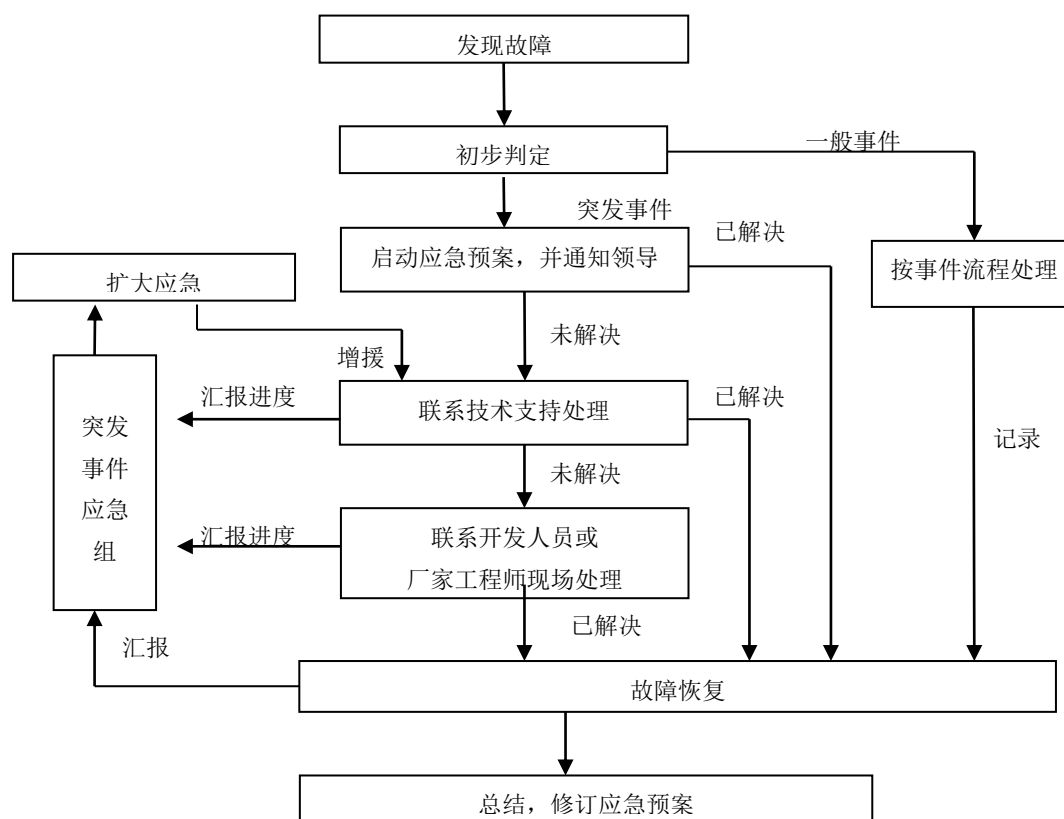 发现故障
初步判定
一般事件
突发事件
启动应急预案，并通知领导
已解决
按事件流程处理
扩大应急
未解决
增援
汇报进度
联系技术支持处理
已解决
记录
突发
事件
应急
组
未解决
汇报进度
联系开发人员或
厂家工程师现场处理
已解决
汇报
故障恢复
总结，修订应急预案